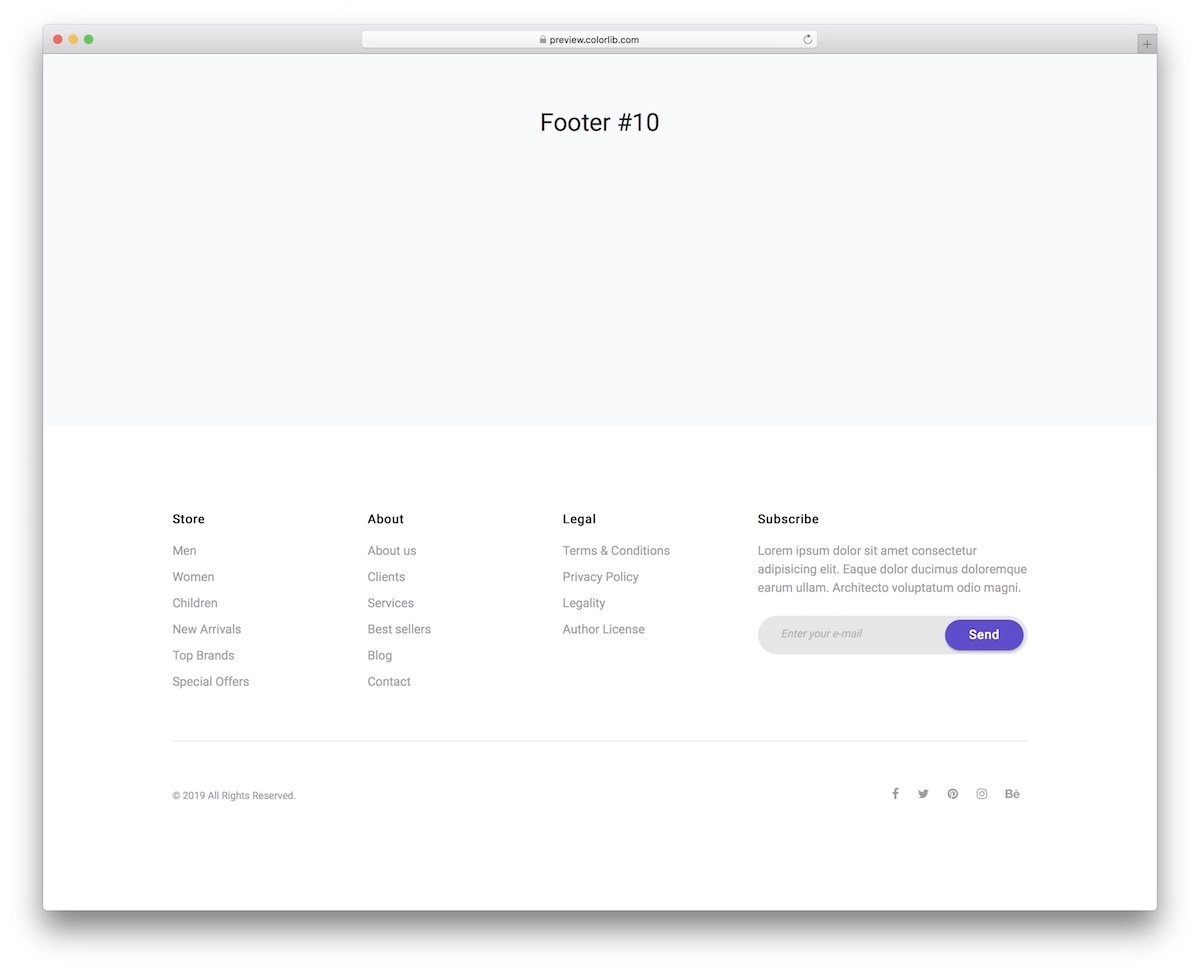 preview.colorlib.com
Footer #10
Store
Men
Women
Children
New Arrivals
Top Brands
Special Offers
About
About us
Clients
Services
Best sellers
Blog
Contact
Legal
Terms & Conditions
Privacy Policy
Legality
Author License
Subscribe
Lorem ipsum dolor sit amet consectetur
adipisicing elit. Eaque dolor ducimus doloremque
earum ullam. Architecto voluptatum odio magni.
Enter your e-mail
Send
© 2019 All Rights Reserved.
Bē